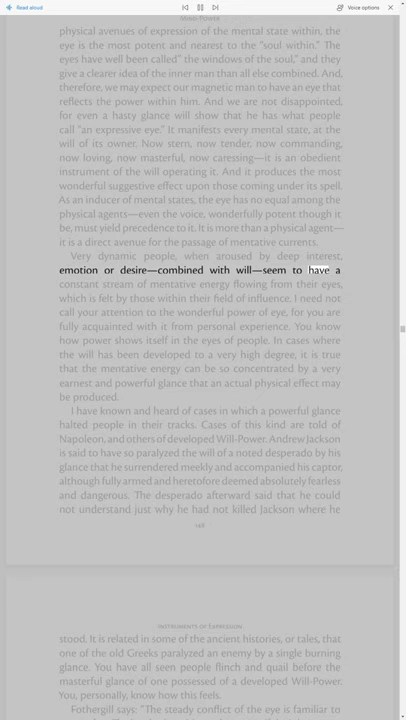 Read aloud
Voice options
Mind-Power
physical avenues of expression of the mental state within, the
eye is the most potent and nearest to the "soul within." The
eyes have well been called" the windows of the soul," and they
give a clearer idea of the inner man than all else combined. And,
therefore, we may expect our magnetic man to have an eye that
reflects the power within him. And we are not disappointed,
for even a hasty glance will show that he has what people
call "an expressive eye." It manifests every mental state, at the
will of its owner. Now stern, now tender, now commanding,
now loving, now masterful, now caressing—it is an obedient
instrument of the will operating it. And it produces the most
wonderful suggestive effect upon those coming under its spell.
As an inducer of mental states, the eye has no equal among the
physical agents—even the voice, wonderfully potent though it
be, must yield precedence to it. It is more than a physical agent—
it is a direct avenue for the passage of mentative currents.
Very dynamic people, when aroused by deep interest,
emotion or desire—combined with will—seem to have a
constant stream of mentative energy flowing from their eyes,
which is felt by those within their field of influence. I need not
call your attention to the wonderful power of eye, for you are
fully acquainted with it from personal experience. You know
how power shows itself in the eyes of people. In cases where
the will has been developed to a very high degree, it is true
that the mentative energy can be so concentrated by a very
earnest and powerful glance that an actual physical effect may
be produced.
I have known and heard of cases in which a powerful glance
halted people in their tracks. Cases of this kind are told of
Napoleon, and others of developed Will-Power. Andrew Jackson
is said to have so paralyzed the will of a noted desperado by his
glance that he surrendered meekly and accompanied his captor,
although fully armed and heretofore deemed absolutely fearless
and dangerous. The desperado afterward said that he could
not understand just why he had not killed Jackson where he
148
Instruments of Expression
stood. It is related in some of the ancient histories, or tales, that
one of the old Greeks paralyzed an enemy by a single burning
glance. You have all seen people flinch and quail before the
masterful glance of one possessed of a developed Will-Power.
You, personally, know how this feels.
Fothergill says: "The steady conflict of the eye is familiar to